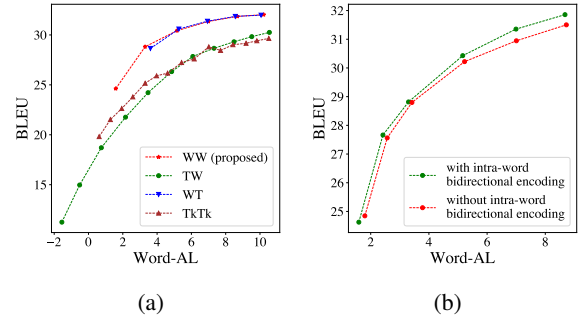 30
25
20
15
BLEU
−2 0 2 4 6 8 10
Word-AL
WW (proposed)
TW
WT
TkTk
(a)
32
31
30
29
28
27
26
25
BLEU
2 4 6 8
Word-AL
with intra-word
bidirectional encoding
without intra-word
bidirectional encoding
(b)